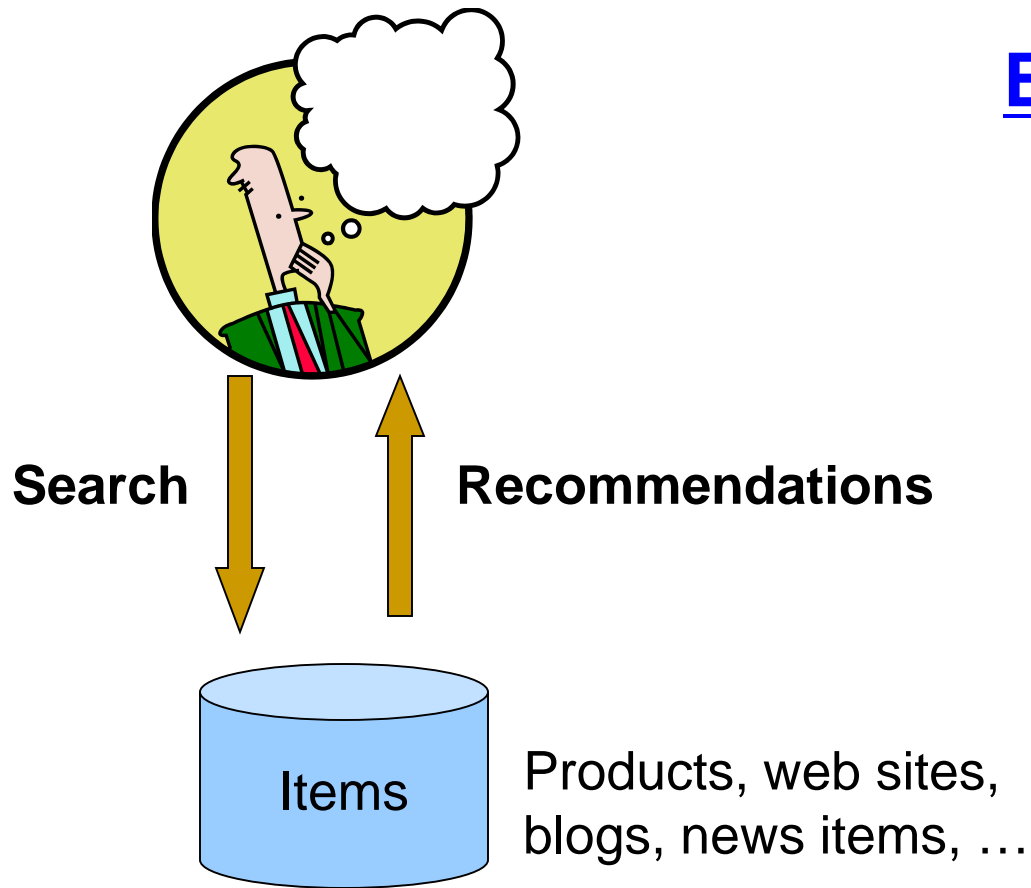 Search
Recommendations
Items
Products, web sites,
blogs, news items, …